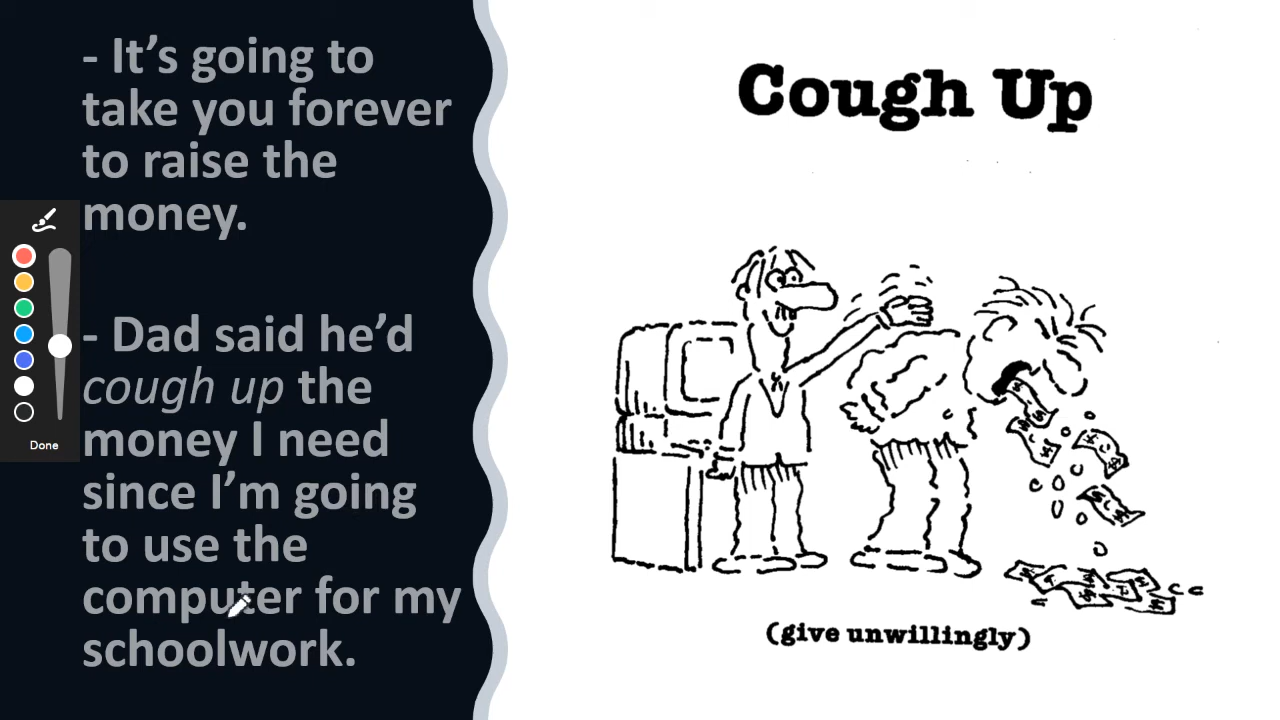 - It’s going to
take you forever
to raise the
money.
- Dad said he’d
cough up the
money I need
since I’m going
to use the
computer for my
schoolwork.
Done
Cough Up
(give unwillingly)